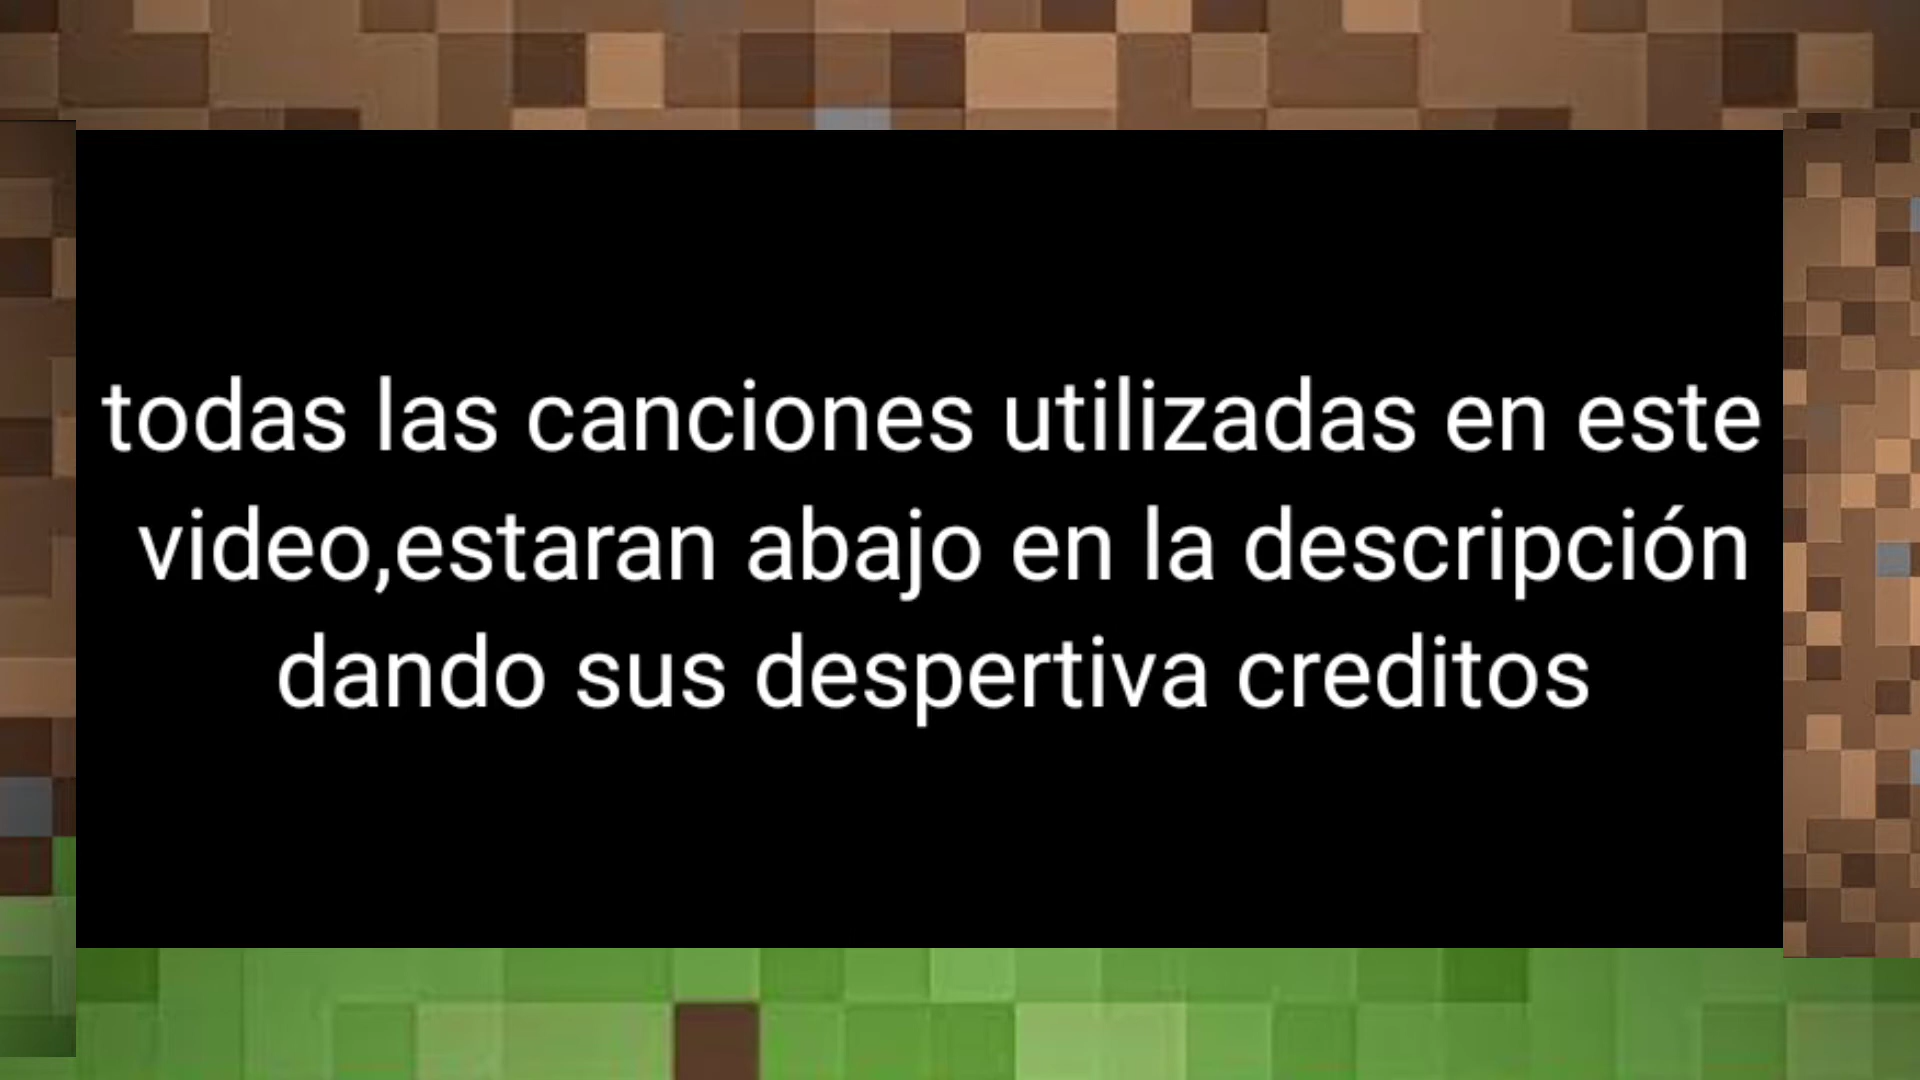 todas las canciones utilizadas en este
video,estaran abajo en la descripción
dando sus despertiva creditos